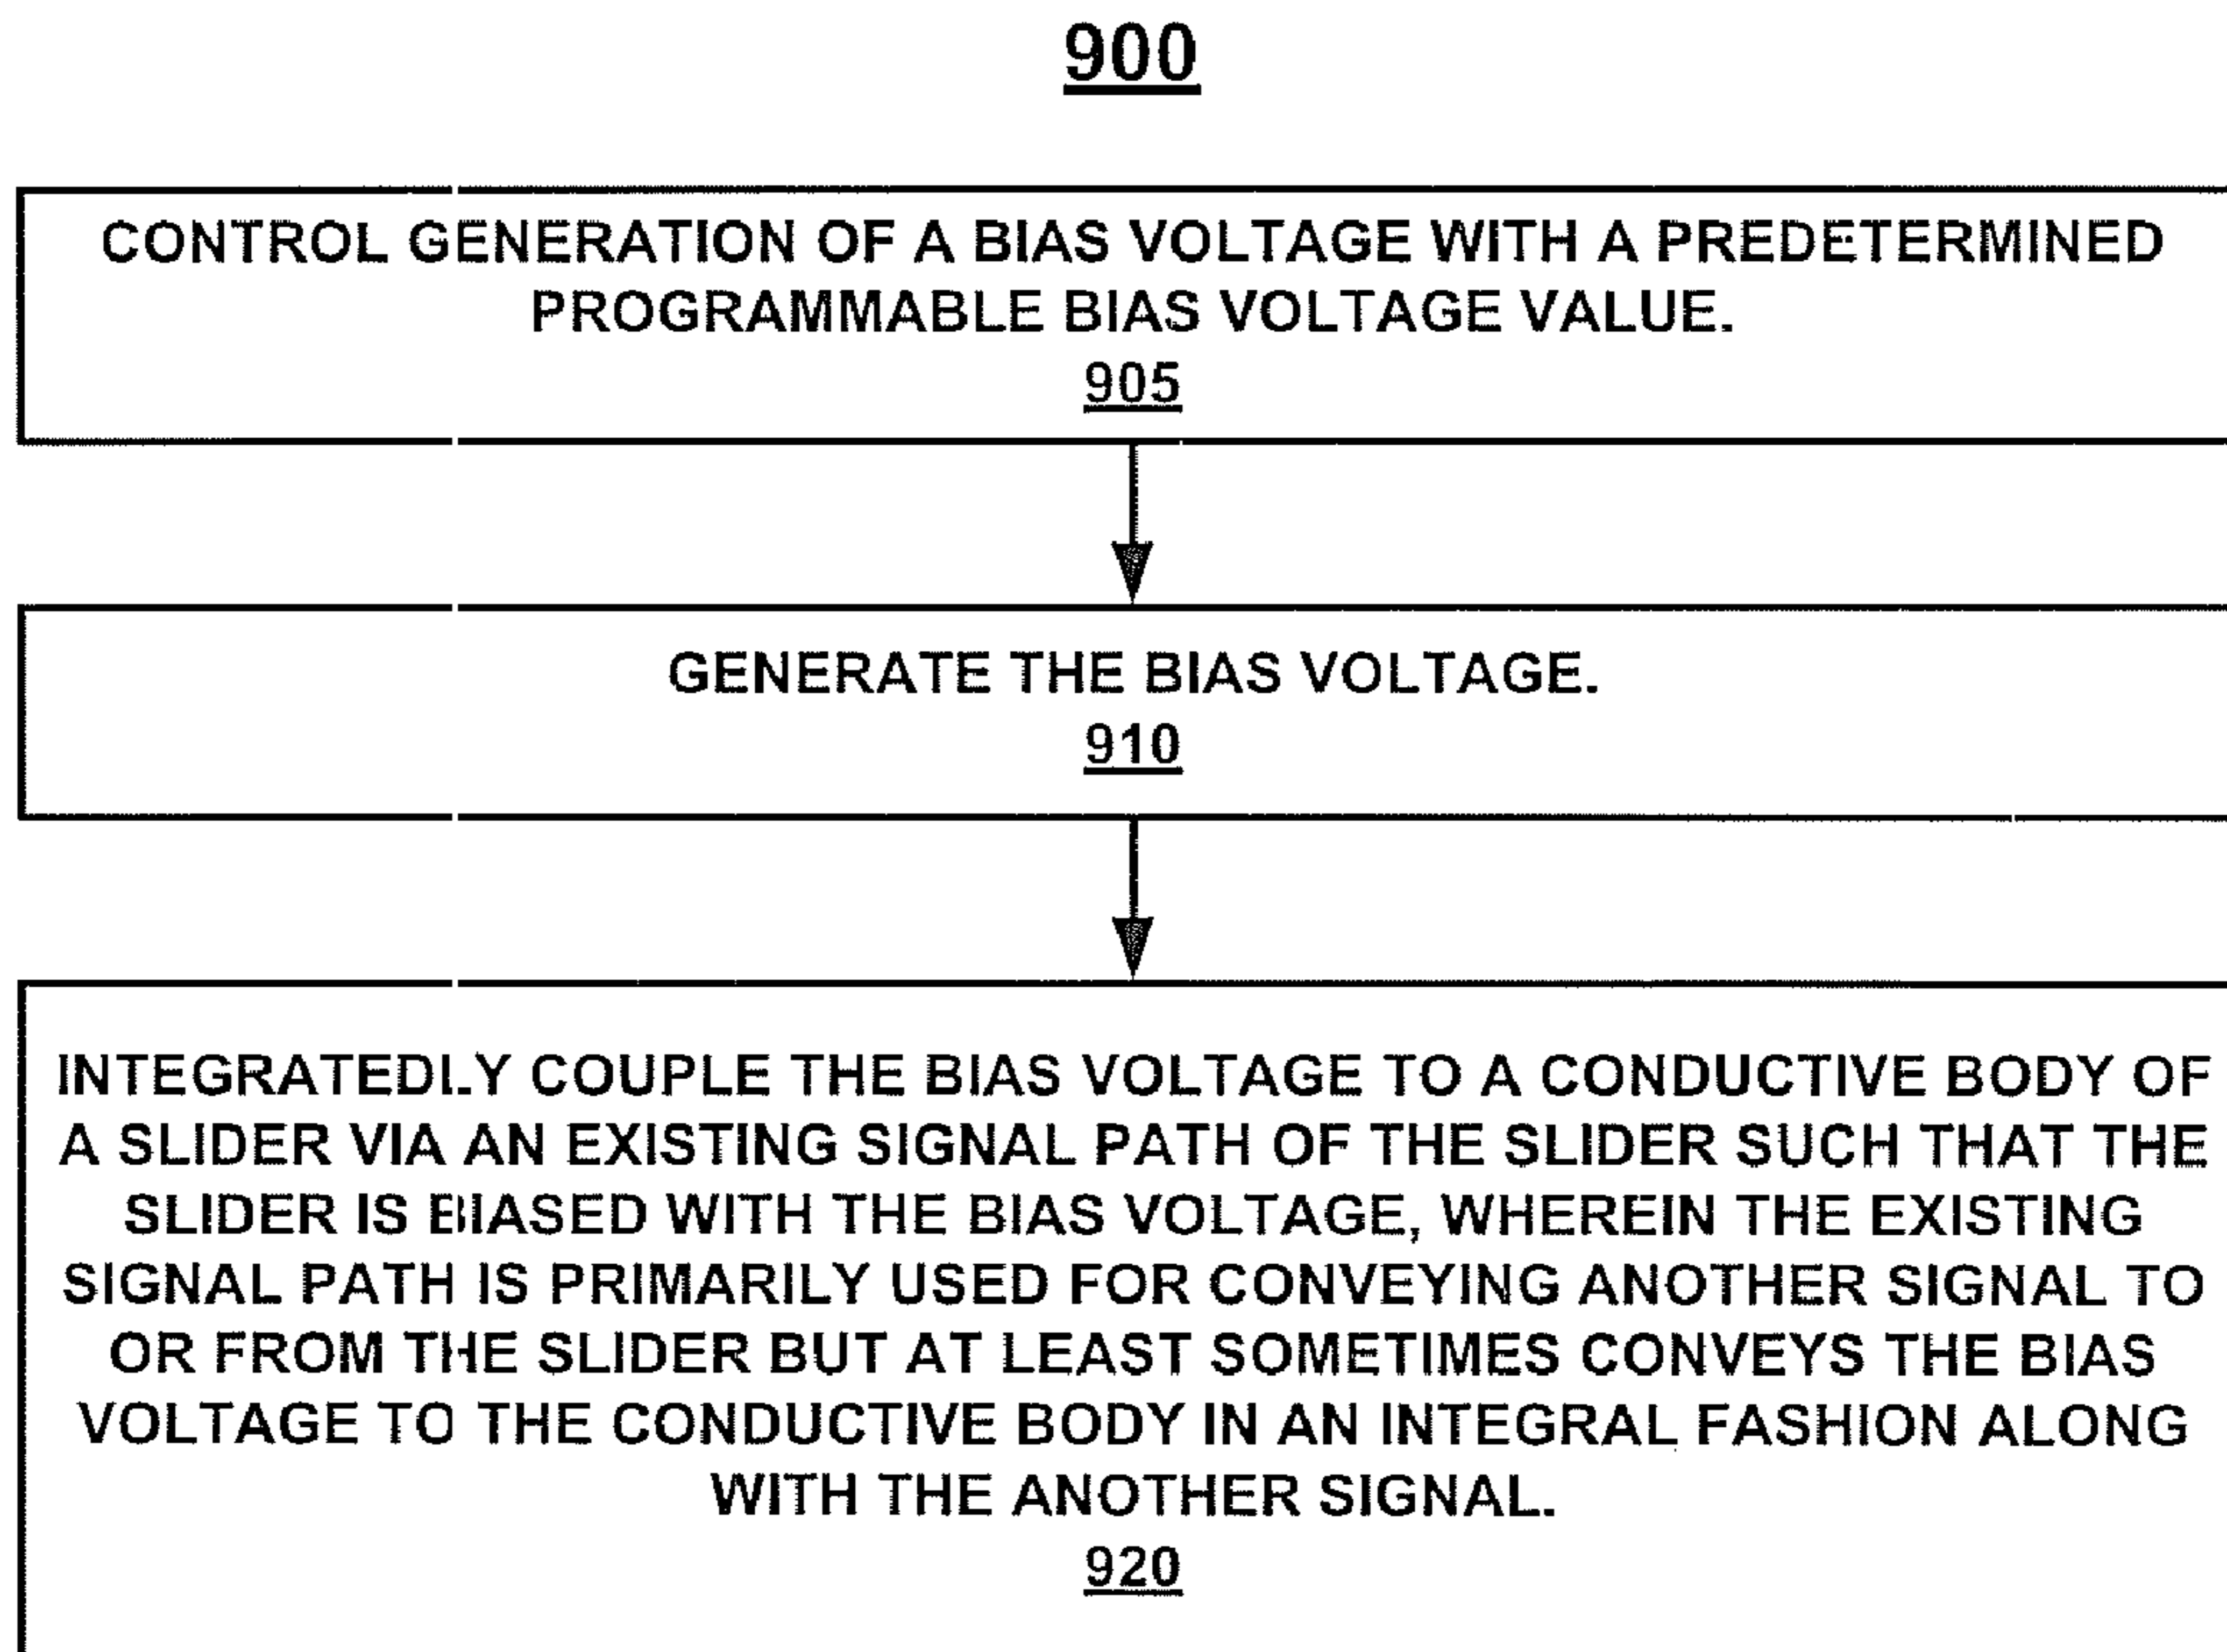 900
CONTROL GENERATION OF A BIAS VOLTAGE WITH A PREDETERMINED
PROGRAMMABLE BIAS VOLTAGE VALUE.
905
GENERATE THE BIAS VOLTAGE.
910
INTEGRATEDLY COUPLE THE BIAS VOLTAGE TO A CONDUCTIVE BODY OF
A SLIDER VIA AN EXISTING SIGNAL PATH OF THE SLIDER SUCH THAT THE
SLIDER IS BIASED WITH THE BIAS VOLTAGE, WHEREIN THE EXISTING
SIGNAL PATH IS PRIMARILY USED FOR CONVEYING ANOTHER SIGNAL TO
OR FROM THE SLIDER BUT AT LEAST SOMETIMES CONVEYS THE BIAS
VOLTAGE TO THE CONDUCTIVE BODY IN AN INTEGRAL FASHION ALONG
WITH THE ANOTHER SIGNAL.
920